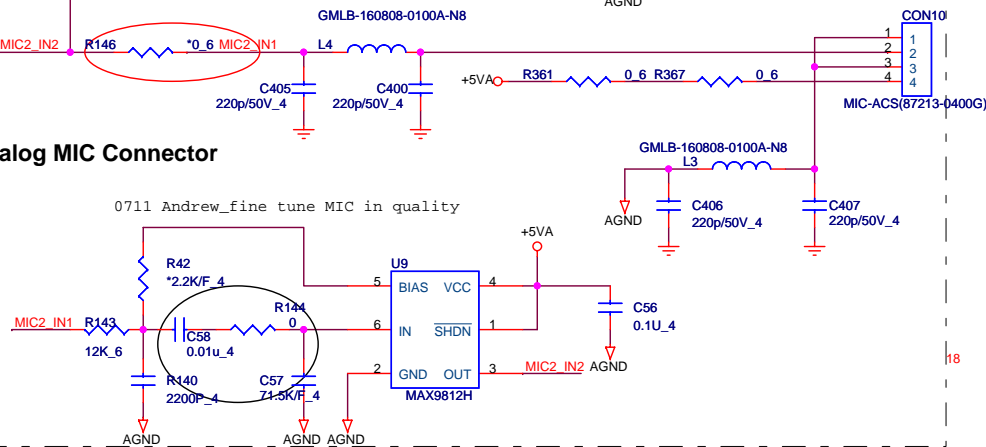 AGND
GMLB-160808-0100A-N8
CON10
MIC2_IN2
R146
*0_6
MIC2_IN1
L4
1
2
3
4
1
2
3
4
+5VA
R361
0_6
R367
0_6
C405
220p/50V_4
C400
220p/50V_4
MIC-ACS(87213-0400G)
alog MIC Connector
GMLB-160808-0100A-N8
L3
AGND
C406
220p/50V_4
C407
220p/50V_4
0711 Andrew_fine tune MIC in quality
+5VA
R42
*2.2K/F_4
U9
5
BIAS
VCC
4
C56
0.1U_4
MIC2_IN1
R143
12K_6
C58
0.01u_4
R144
0
6
IN
SHDN
1
AGND
R140
2200P_4
C57
71.5K/F_4
2
GND
OUT
3
MIC2_IN2
MAX9812H
18
AGND
AGND
AGND